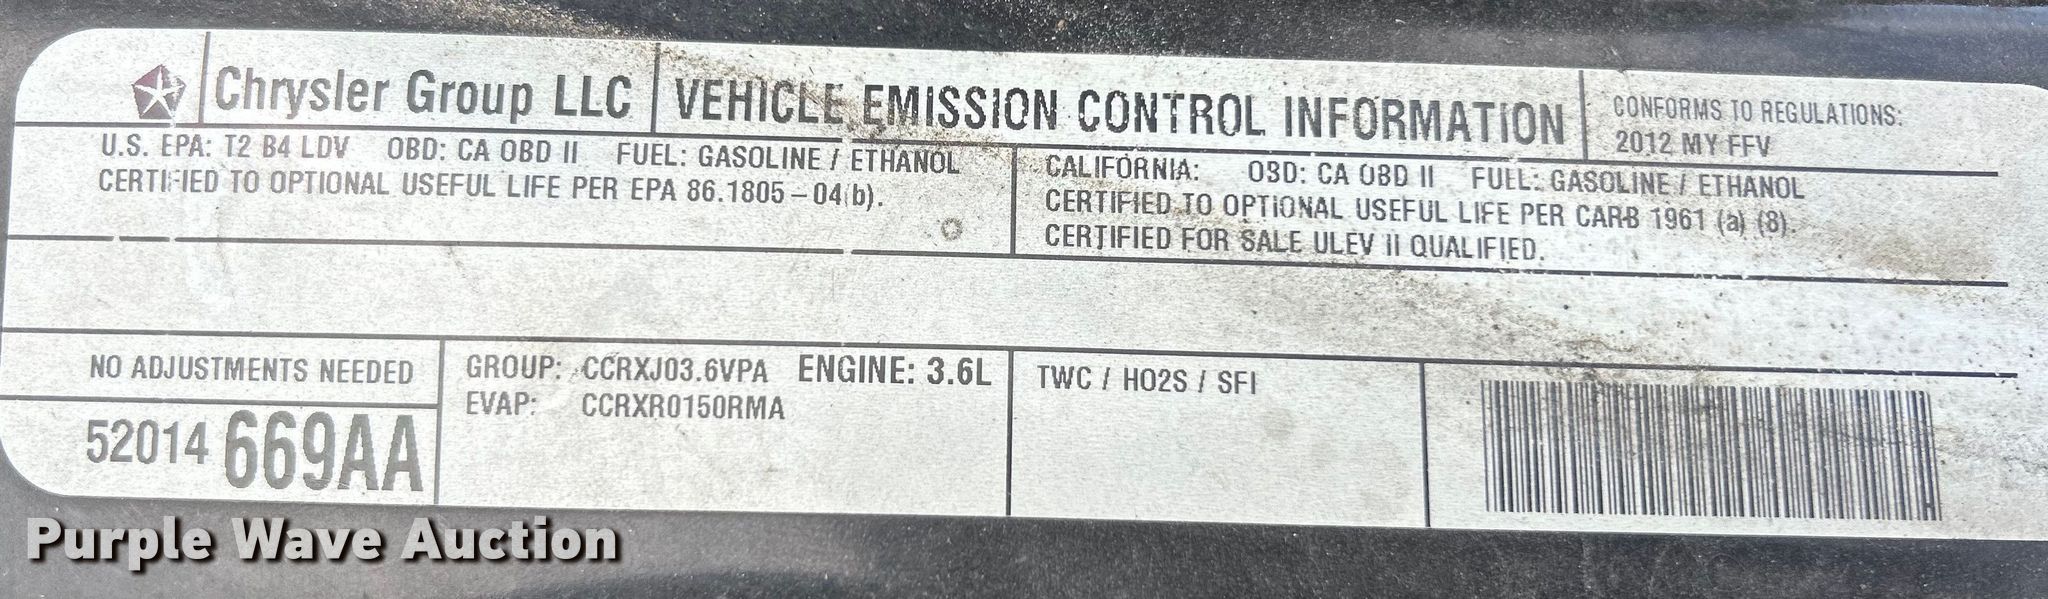 Chrysler Group LLC
VEHICLE EMISSION CONTROL INFORMATION
CONFORMS TO REGULATIONS:
2012 MY FFV
U.S. EPA: T2 B4 LDV OBD: CA OBD II FUEL: GASOLINE / ETHANOL
CERTIFIED TO OPTIONAL USEFUL LIFE PER EPA 86.1805-04(b).
CALIFORNIA: OBD: CA OBD II FUEL: GASOLINE / ETHANOL
CERTIFIED TO OPTIONAL USEFUL LIFE PER CARB 1961 (a) (8).
CERTIFIED FOR SALE ULEV II QUALIFIED.
NO ADJUSTMENTS NEEDED
52014 669AA
GROUP: CCRXJ03.6VPA ENGINE: 3.6L
EVAP: CCRXR0150RMA
TWC / HO2S / SFI
Purple Wave Auction